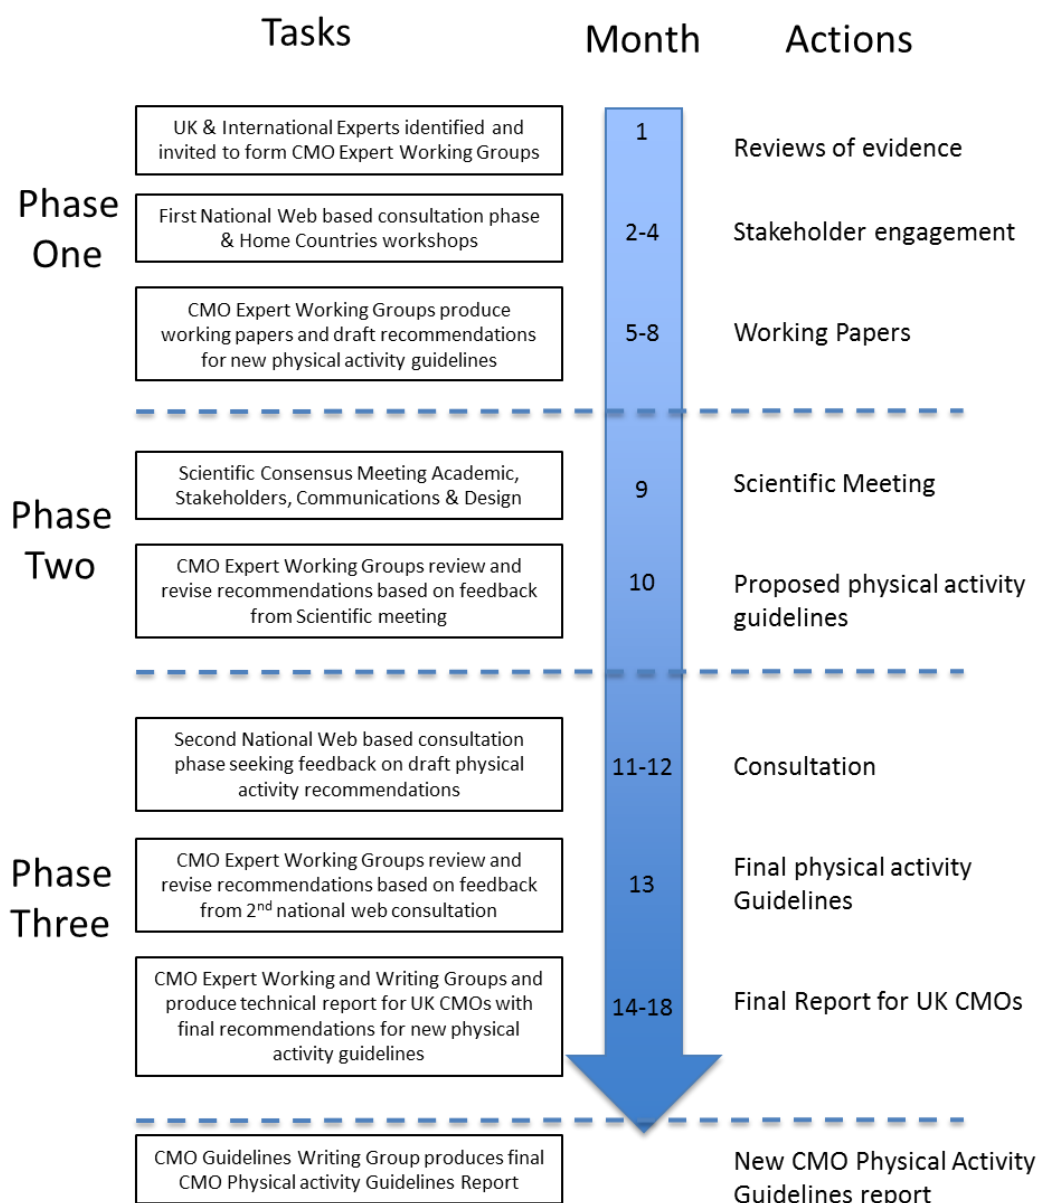 Tasks
Month
Actions
Phase
One
UK & International Experts identified and
invited to form CMO Expert Working Groups
1
Reviews of evidence
First National Web based consultation phase
& Home Countries workshops
2-4
Stakeholder engagement
CMO Expert Working Groups produce
working papers and draft recommendations
for new physical activity guidelines
5-8
Working Papers
Phase
Two
Scientific Consensus Meeting Academic,
Stakeholders, Communications & Design
9
Scientific Meeting
CMO Expert Working Groups review and
revise recommendations based on feedback
from Scientific meeting
10
Proposed physical activity
guidelines
Phase
Three
Second National Web based consultation
phase seeking feedback on draft physical
activity recommendations
11-12
Consultation
CMO Expert Working Groups review and
revise recommendations based on feedback
from 2nd national web consultation
13
Final physical activity
Guidelines
CMO Expert Working and Writing Groups and
produce technical report for UK CMOs with
final recommendations for new physical
activity guidelines
14-18
Final Report for UK CMOs
CMO Guidelines Writing Group produces final
CMO Physical activity Guidelines Report
New CMO Physical Activity
Guidelines report